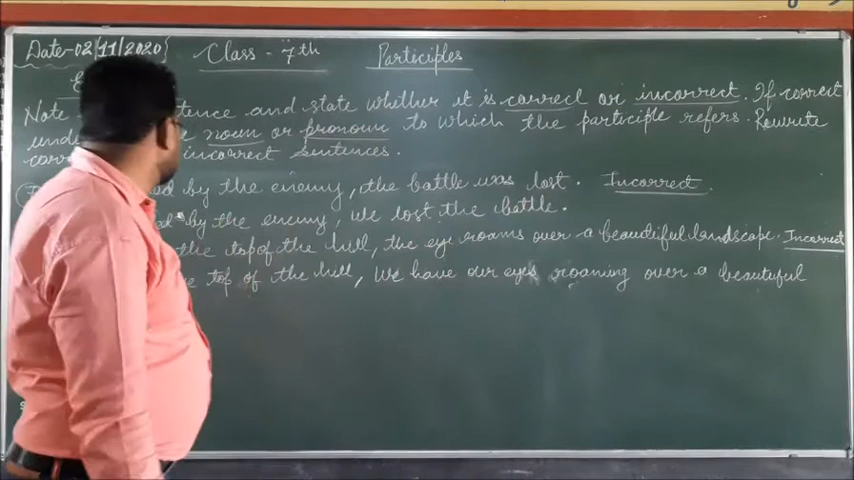 Date-02/11/2020
Class - 7th
Participles
Note
tence and state whether it is correct or incorrect. If correct
noun or pronoun to which the participle refers. Rewrite
incorrect sentences.
by the enemy, the battle was lost. Incorrect
by the enemy, we lost the battle.
the top of the hill, the eye roams over a beautiful landscape. Incorrect
top of the hill, we have our eyes roaming over a beautiful